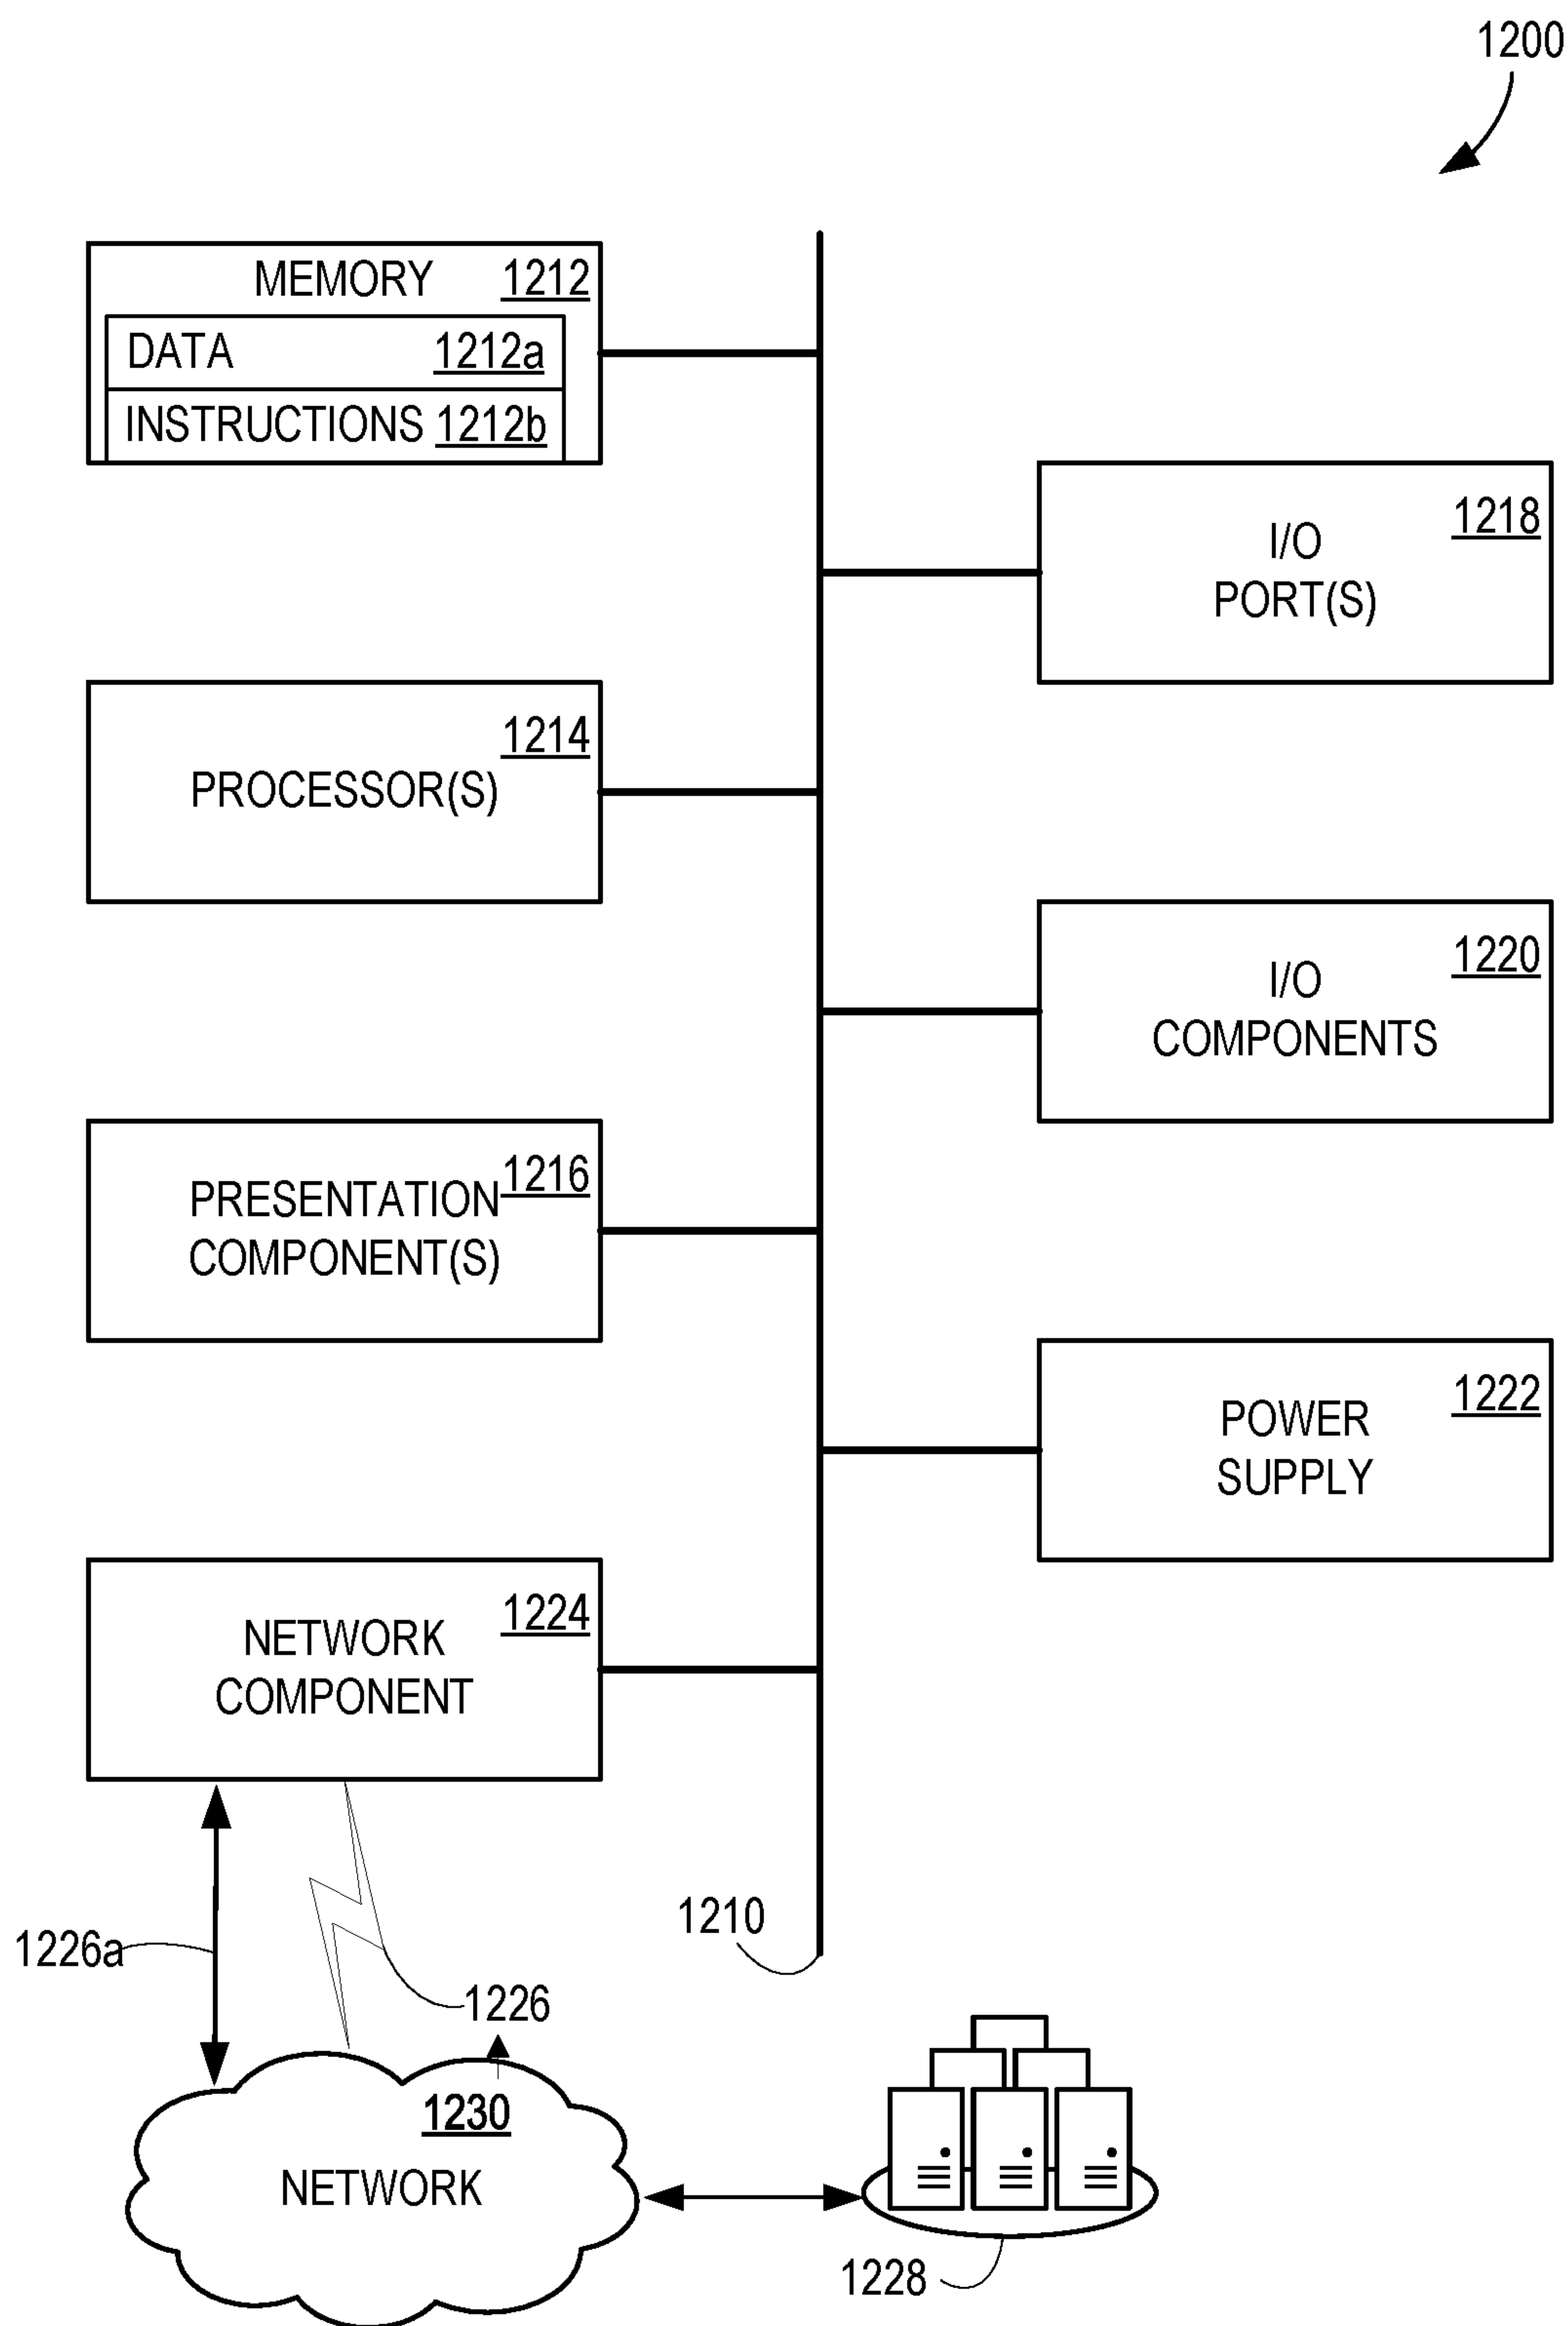 1200
MEMORY 1212
DATA 1212a
INSTRUCTIONS 1212b
1218
I/O
PORT(S)
1214
PROCESSOR(S)
1220
I/O
COMPONENTS
1216
PRESENTATION
COMPONENT(S)
1222
POWER
SUPPLY
1224
NETWORK
COMPONENT
1210
1226a
1226
1230
NETWORK
1228